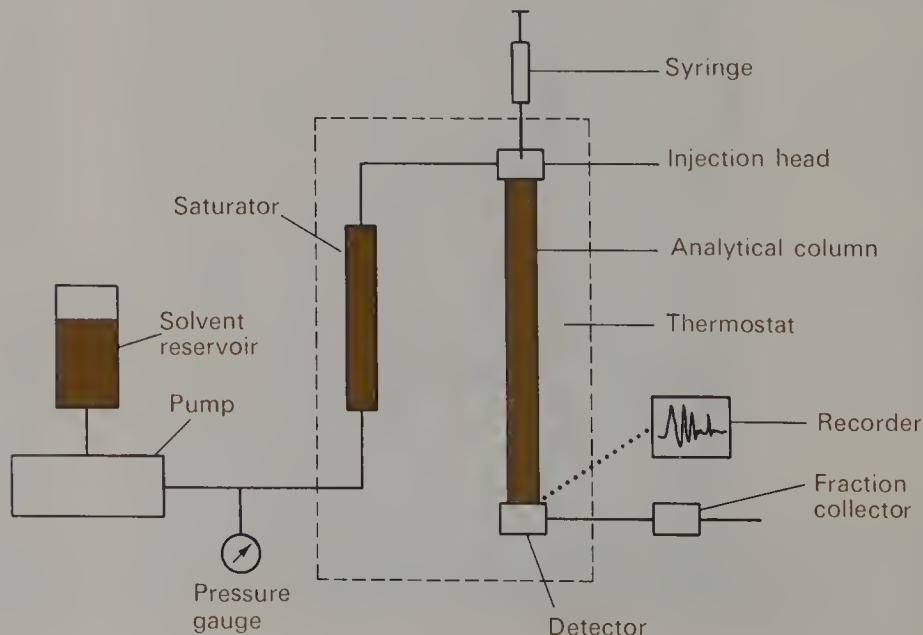 Syringe
Injection head
Saturator
Analytical column
Solvent
reservoir
Thermostat
Pump
Recorder
Fraction
collector
Pressure
gauge
Detector